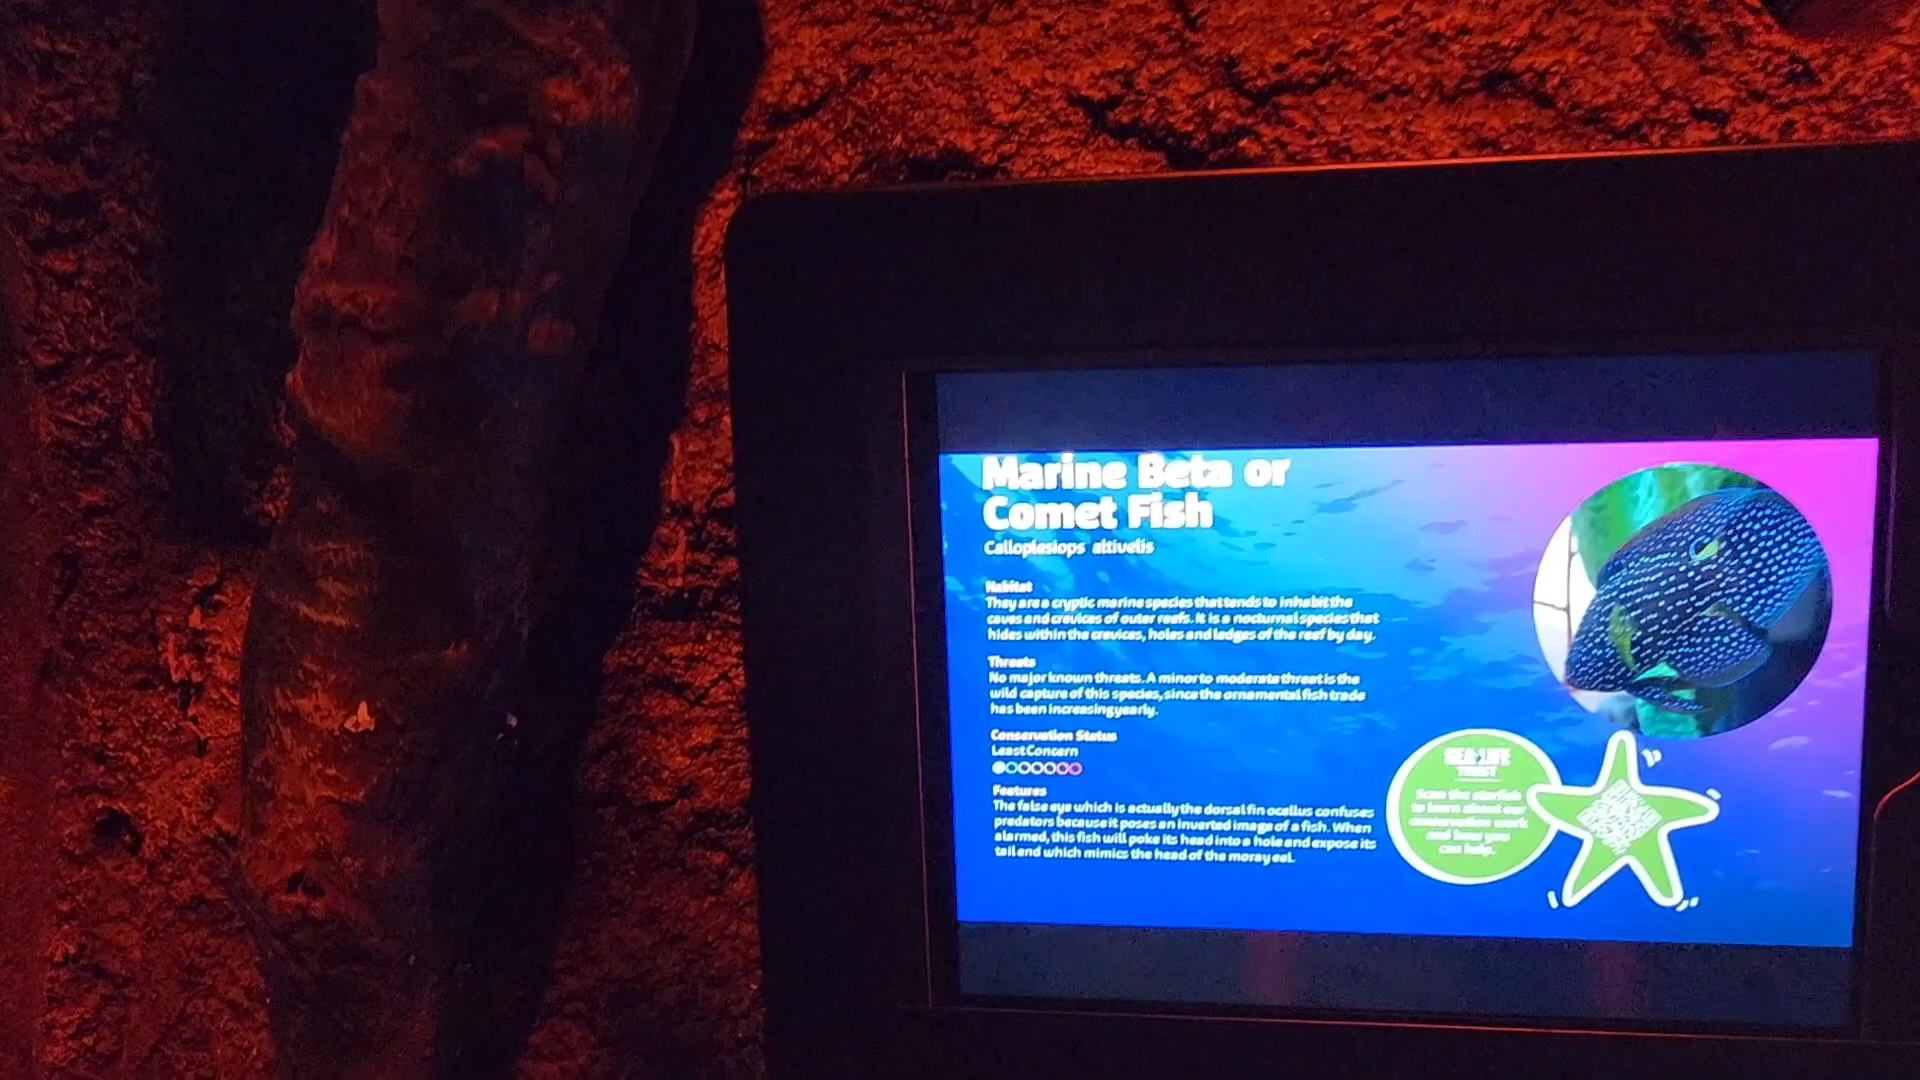 Marine Beta or
Comet Fish
Calloplesiops altivelis
Habitat
They are a cryptic marine species that tends to inhabit the
caves and crevices of outer reefs. It is a nocturnal species that
hides within the crevices, holes and ledges of the reef by day.
Threats
No major known threats. A minor to moderate threat is the
wild capture of this species, since the ornamental fish trade
has been increasing yearly.
Conservation Status
Least Concern
Features
The false eye which is actually the dorsal fin ocellus confuses
predators because it poses an inverted image of a fish. When
alarmed, this fish will poke its head into a hole and expose its
tail end which mimics the head of the moray eel.
SEA LIFE
TRUST
Scan the starfish
to learn about our
conservation work
and how you
can help.